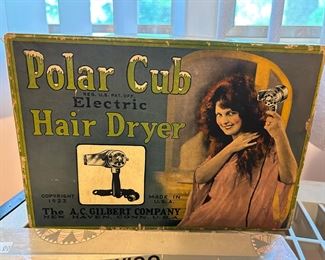 Polar Cub
REG. U.S. PAT. OFF.
Electric
Hair Dryer
COPYRIGHT
1922
MADE IN
U.S.A.
The A.C. GILBERT COMPANY
NEW HAVEN, CONN. U.S.A.